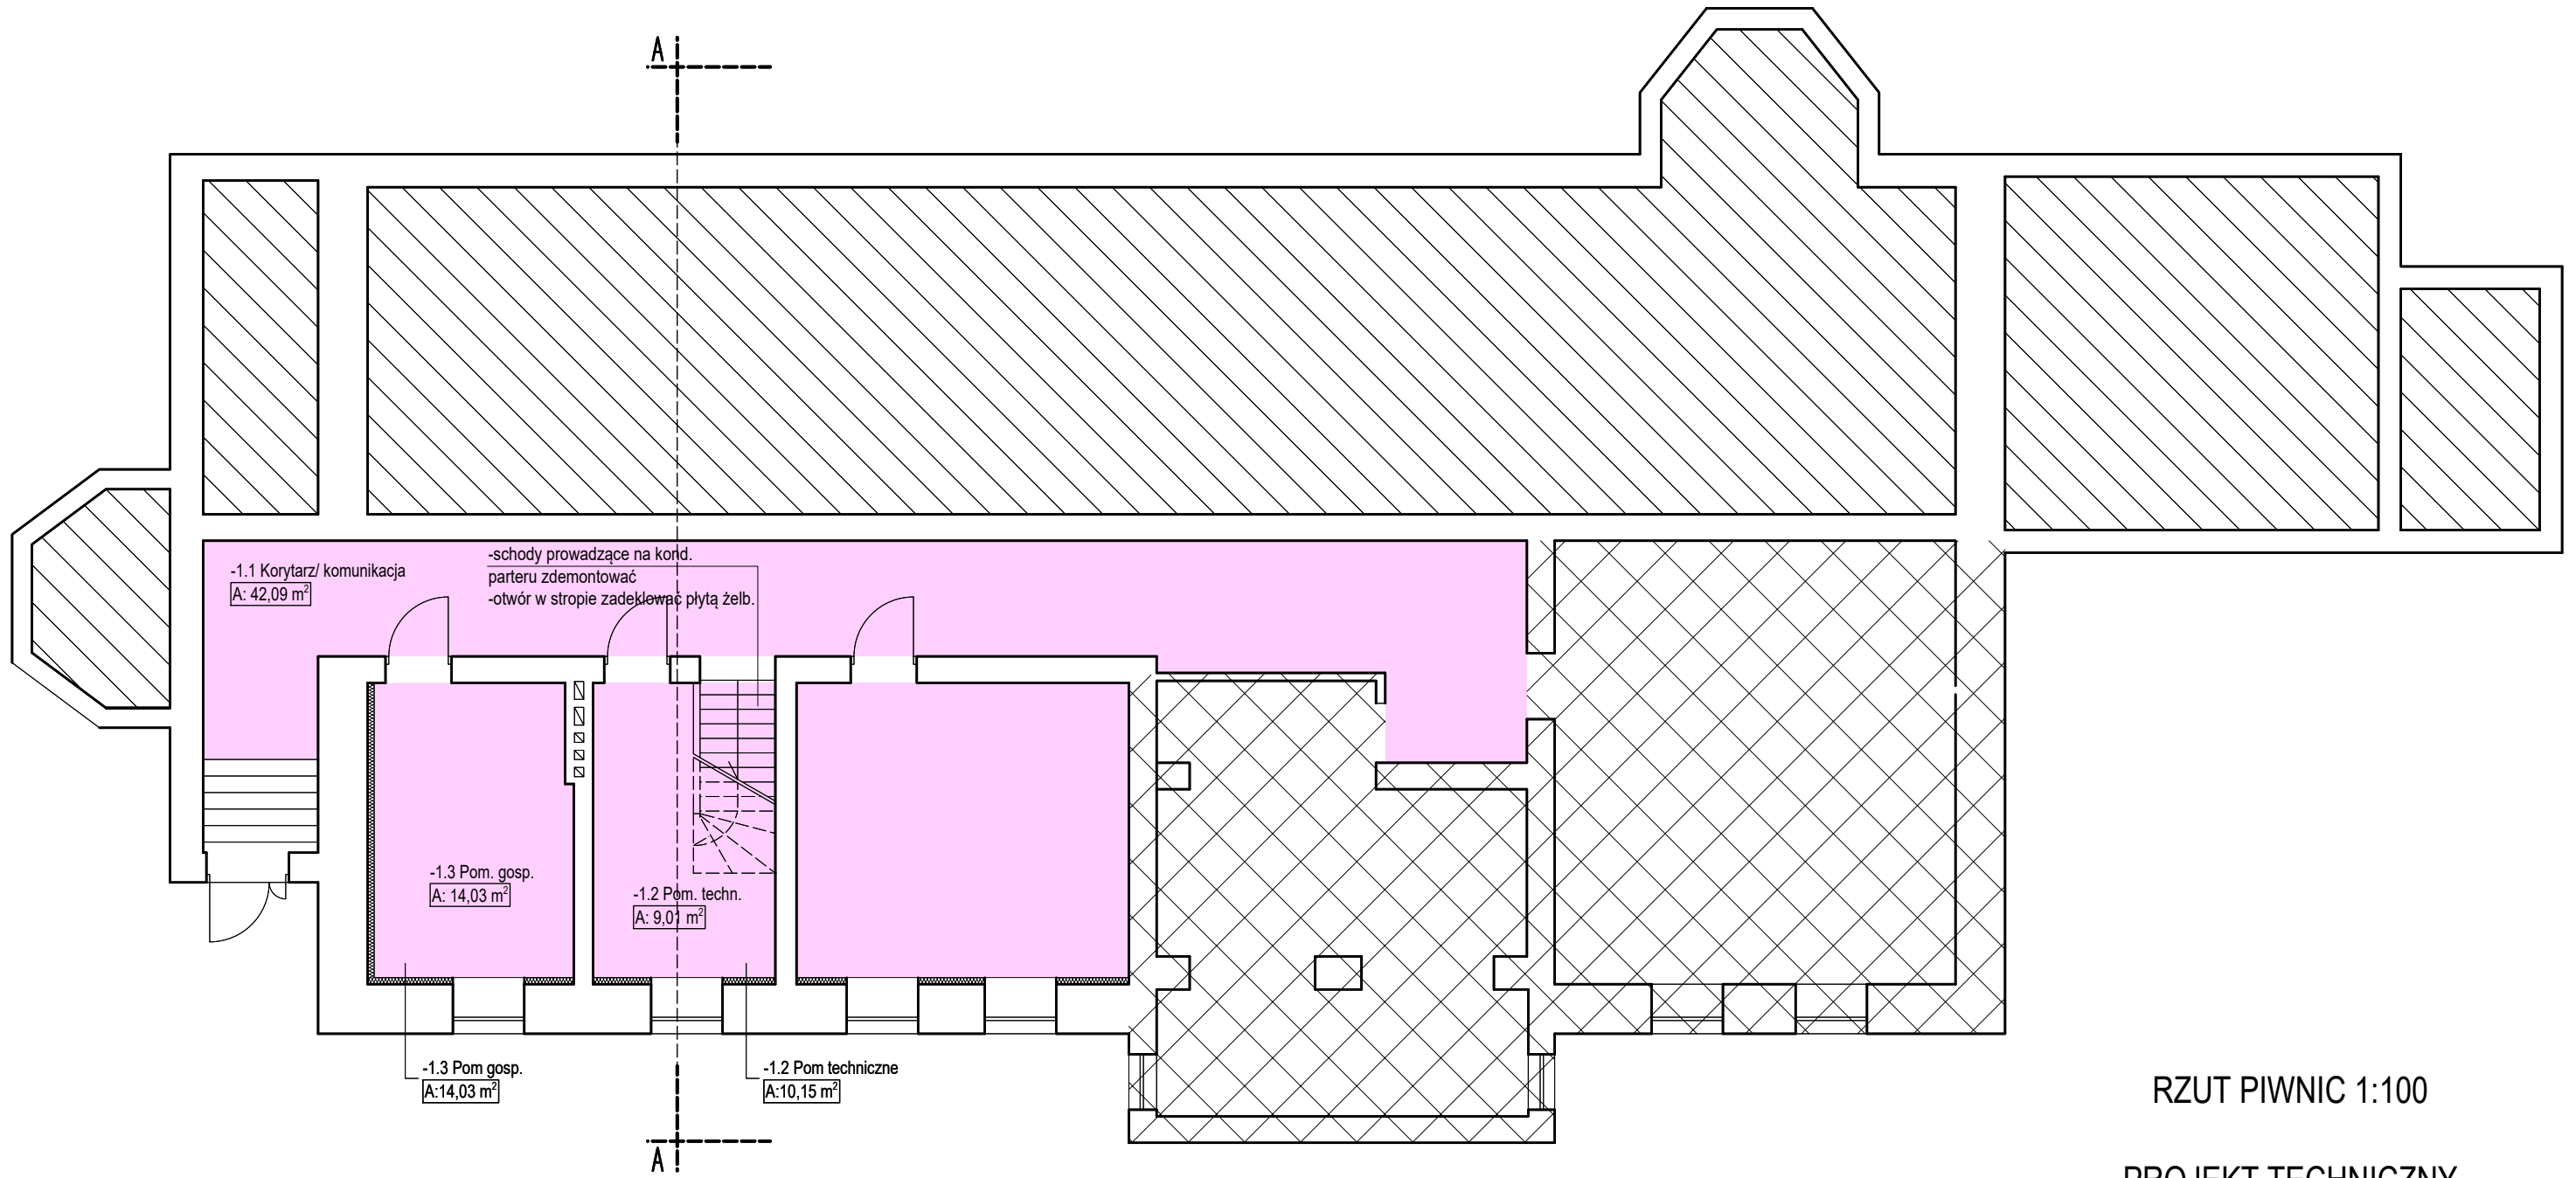 A
-schody prowadzące na kond.
parteru zdemontować
-otwór w stropie zadeklować płytą żelb.
-1.1 Korytarz/ komunikacja
A: 42,09 m²
-1.3 Pom. gosp.
A: 14,03 m²
-1.2 Pom. techn.
A: 9,01 m²
-1.3 Pom gosp.
A:14,03 m²
-1.2 Pom techniczne
A:10,15 m²
A
RZUT PIWNIC 1:100
PROJEKT TECHNICZNY